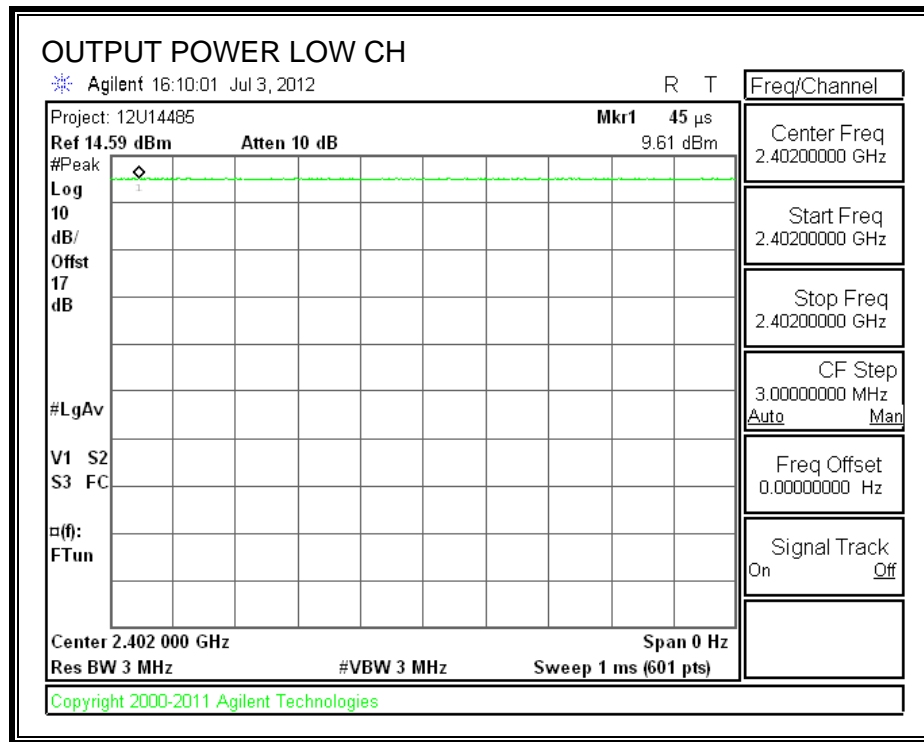 OUTPUT POWER LOW CH
Agilent 16:10:01 Jul 3, 2012
R T
Project: 12U14485
Mkr1 45 µs
Ref 14.59 dBm
Atten 10 dB
9.61 dBm
#Peak
Log
10
dB/
Offst
17
dB
#LgAv
V1 S2
S3 FC
¤(f):
FTun
1
Center 2.402 000 GHz
Span 0 Hz
Res BW 3 MHz
#VBW 3 MHz
Sweep 1 ms (601 pts)
Copyright 2000-2011 Agilent Technologies
Freq/Channel
Center Freq
2.40200000 GHz
Start Freq
2.40200000 GHz
Stop Freq
2.40200000 GHz
CF Step
3.00000000 MHz
Auto Man
Freq Offset
0.00000000 Hz
Signal Track
On Off